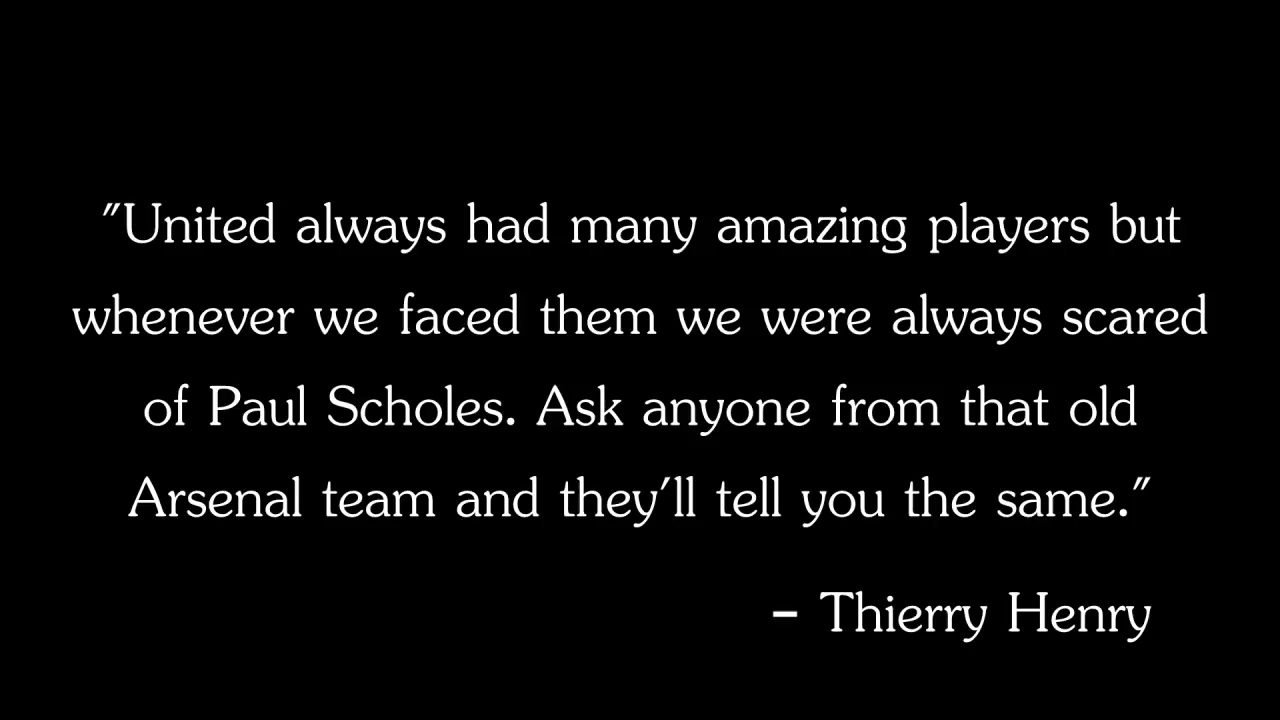 "United always had many amazing players but
whenever we faced them we were always scared
of Paul Scholes. Ask anyone from that old
Arsenal team and they'll tell you the same."
– Thierry Henry